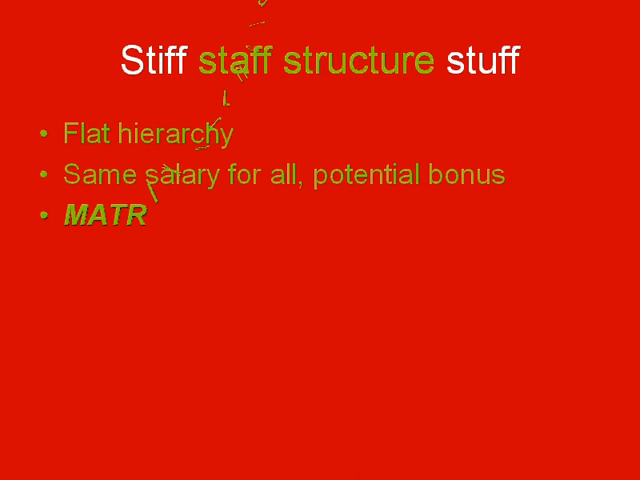 Stiff staff structure stuff
• Flat hierarchy
• Same salary for all, potential bonus
• MATR